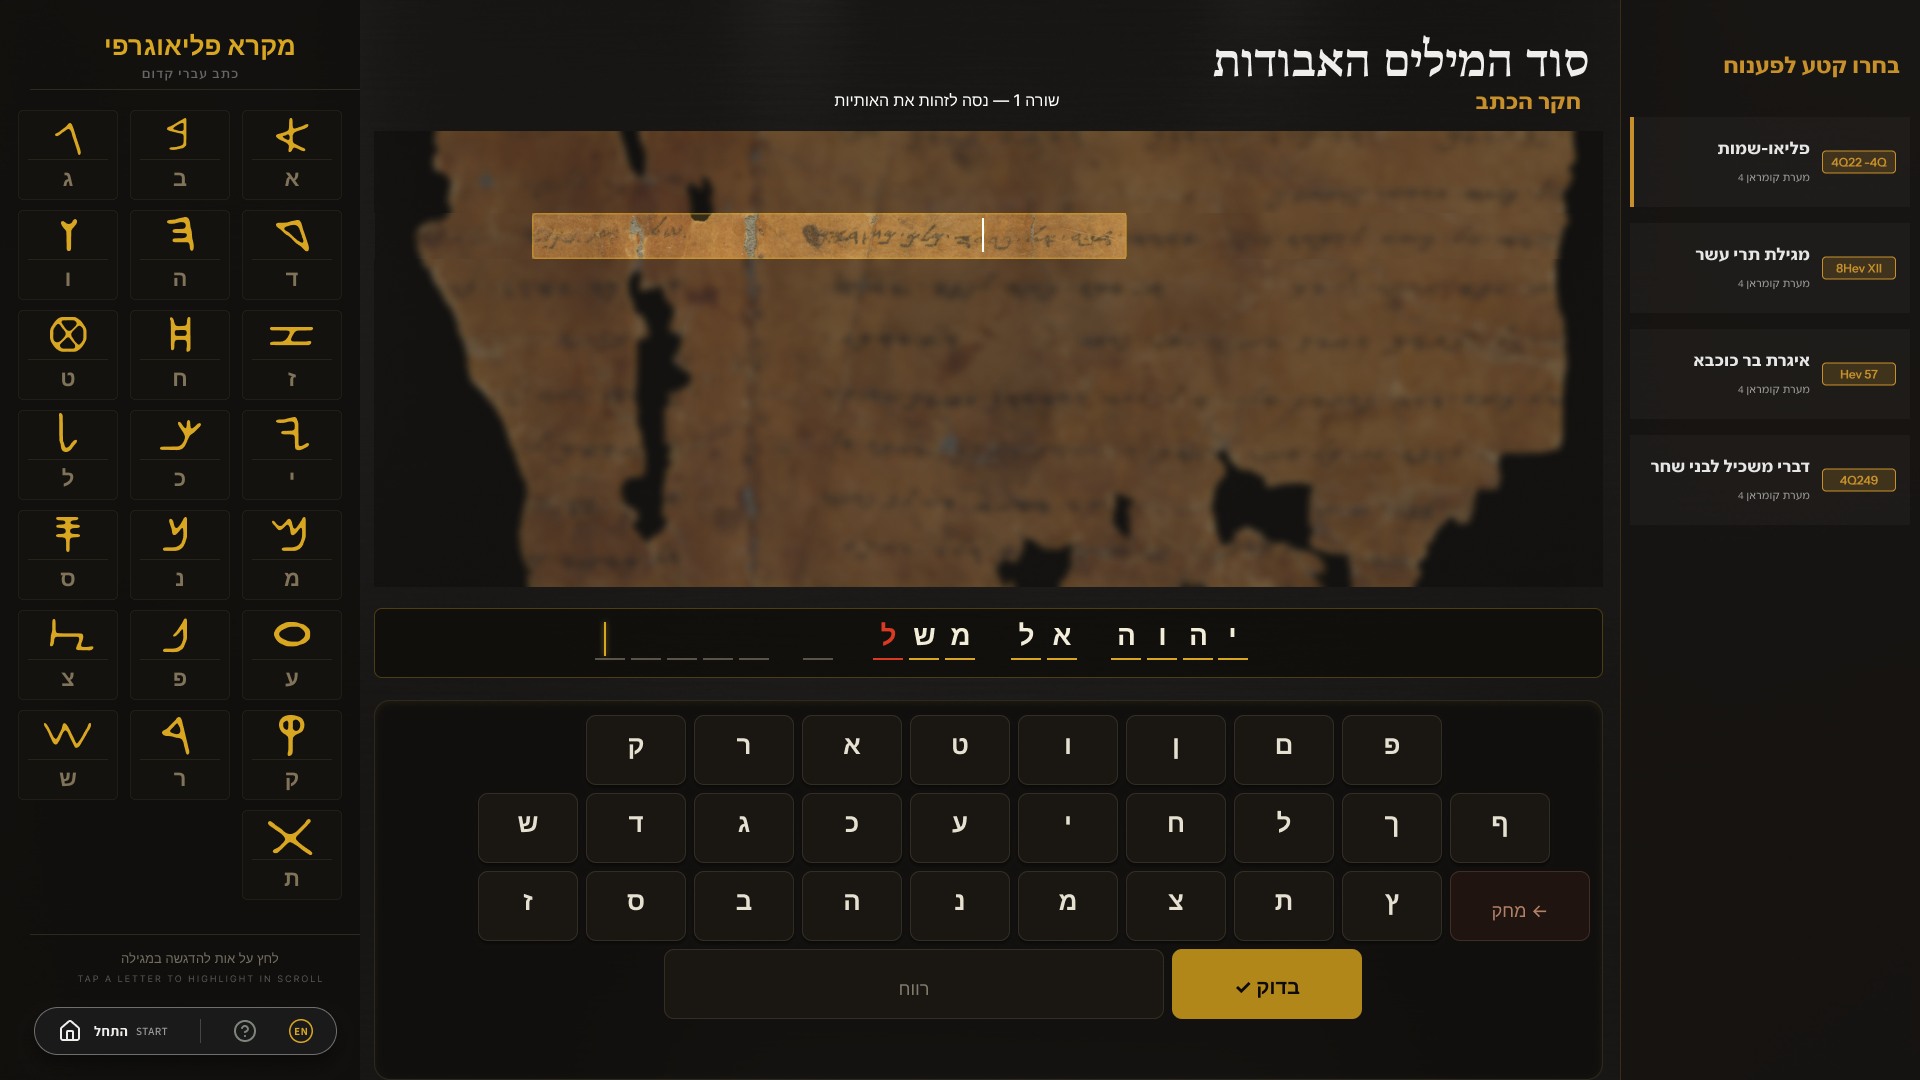 בחרו קטע לפענוח
פליאו-שמות
4Q22 -4Q
מערת קומראן 4
מגילת תרי עשר
8Hev XII
מערת קומראן 4
איגרת בר כוכבא
Hev 57
מערת קומראן 4
דברי משכיל לבני שחר
4Q249
מערת קומראן 4
סוד המילים האבודות
חקר הכתב
שורה 1 — נסה לזהות את האותיות
יהוה אל משל
פ ם ן ו ט א ר ק
ף ך ל ח י ע כ ג ד ש
← מחק ץ ת צ מ נ ה ב ס ז
בדוק ✓ רווח
מקרא פליאוגרפי
כתב עברי קדום
א ב ג
ד ה ו
ז ח ט
י כ ל
מ נ ס
ע פ צ
ק ר ש
ת
לחץ על אות להדגשה במגילה
TAP A LETTER TO HIGHLIGHT IN SCROLL
התחל START ? EN